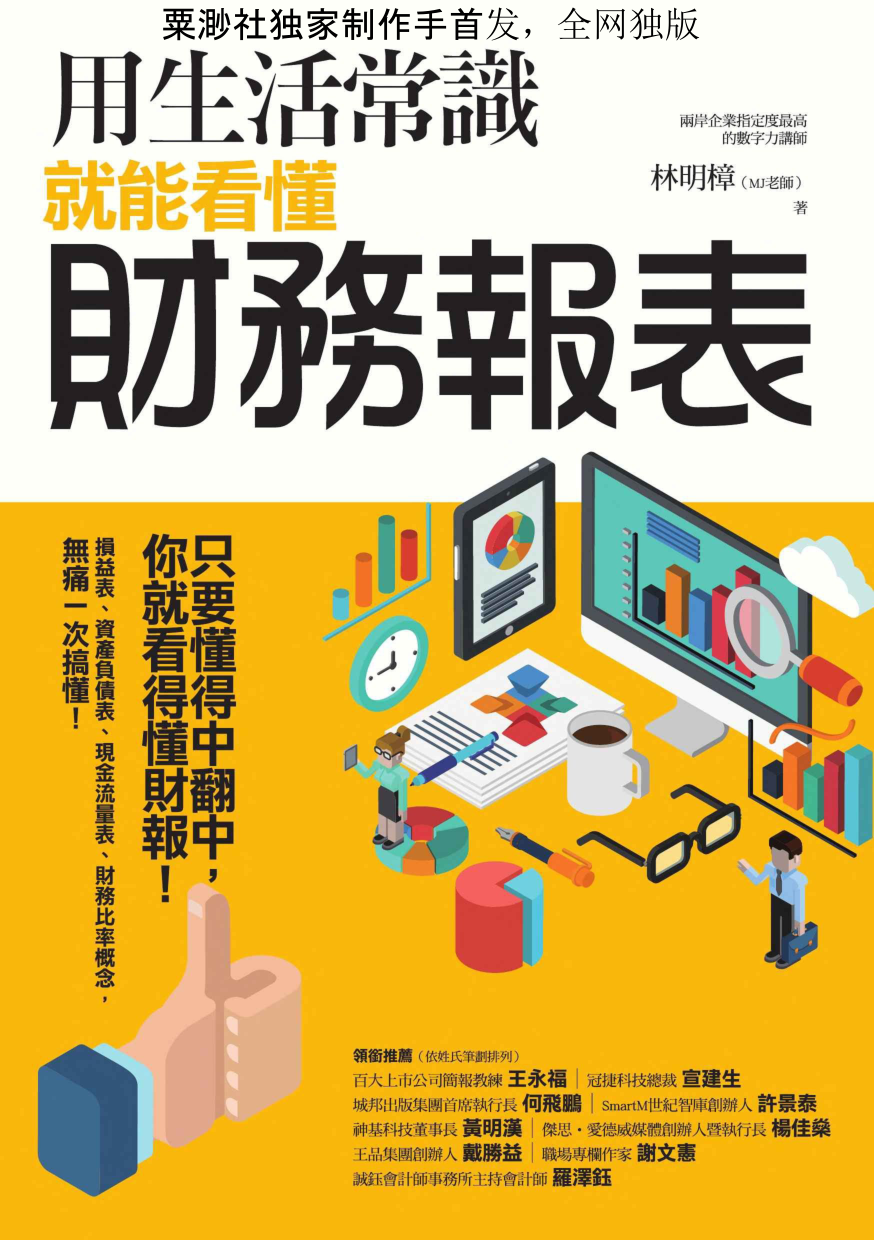 粟渺社独家制作手首发，全网独版
用生活常識
就能看懂
財務報表
兩岸企業指定度最高
的數字力講師
林明樟（MJ老師）
著
只要懂得中翻中，
你就看得懂財報！
損益表、資產負債表、現金流量表、財務比率概念，
無痛一次搞懂！
領銜推薦（依姓氏筆劃排列）
百大上市公司簡報教練 王永福｜冠捷科技總裁 宣建生
城邦出版集團首席執行長 何飛鵬｜SmartM世紀智庫創辦人 許景泰
神基科技董事長 黃明漢｜傑思・愛德威媒體創辦人暨執行長 楊佳燊
王品集團創辦人 戴勝益｜職場專欄作家 謝文憲
誠鈺會計師事務所主持會計師 羅澤鈺